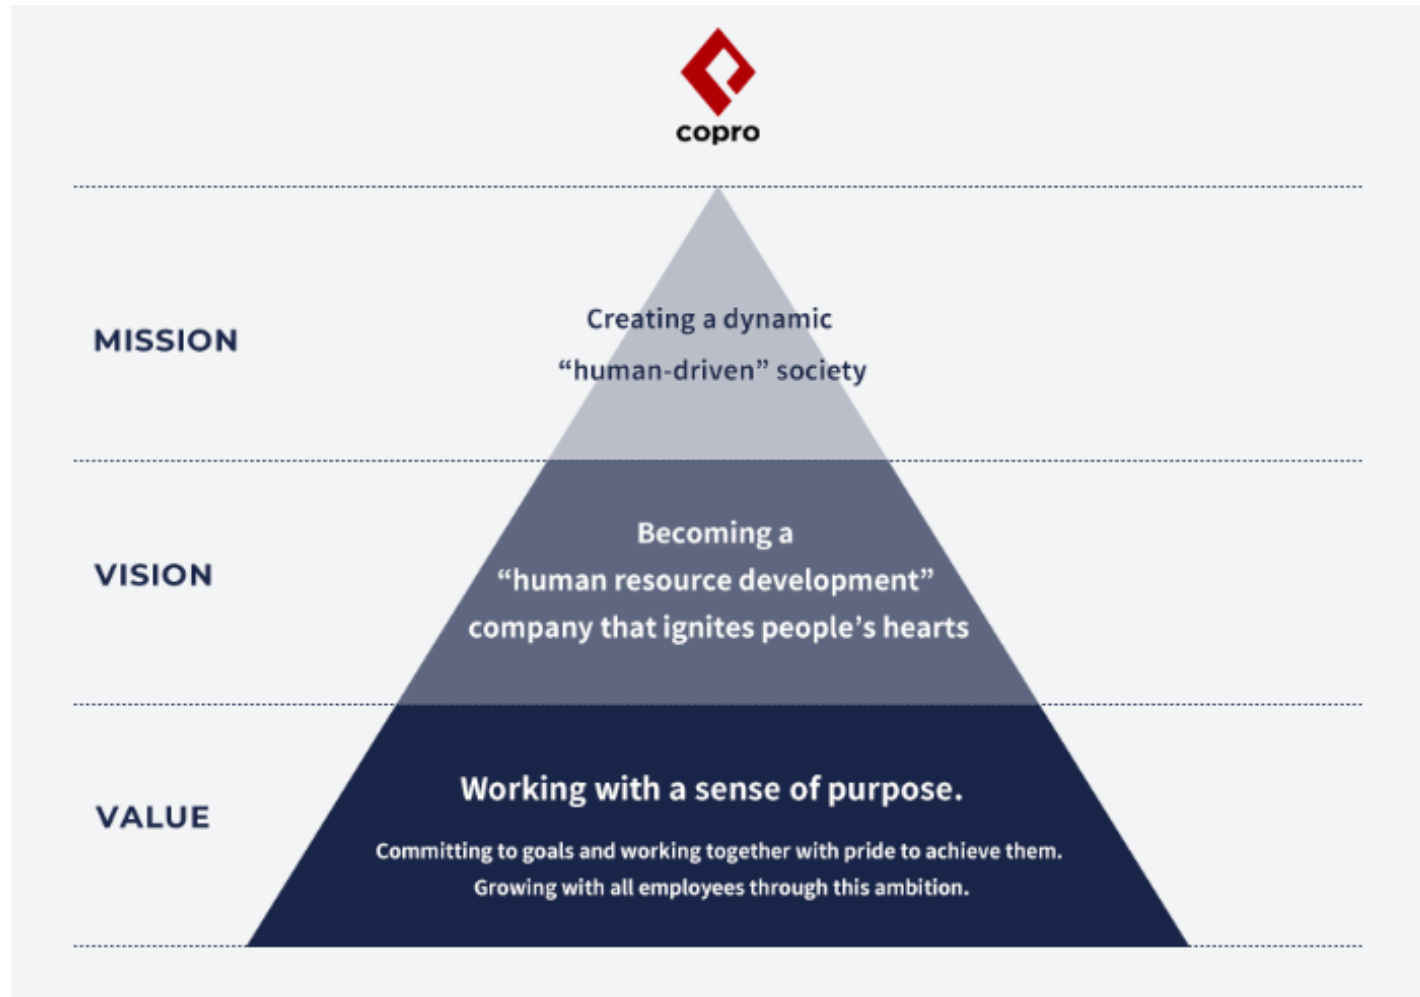 copro
MISSION
Creating a dynamic
“human-driven” society
VISION
Becoming a
“human resource development”
company that ignites people’s hearts
VALUE
Working with a sense of purpose.
Committing to goals and working together with pride to achieve them.
Growing with all employees through this ambition.